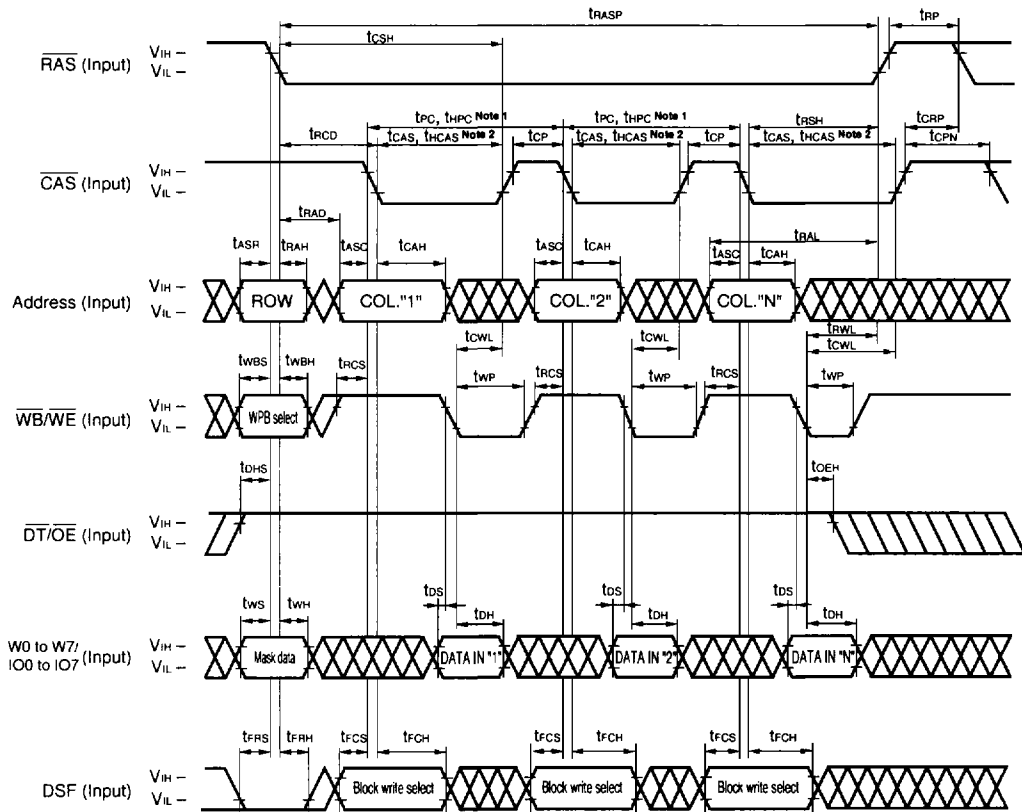 tRASP
tRP
tCSH
RAS (Input)
VIH
VIL
tPC, tHPC Note 1
tPC, tHPC Note 1
tRSH
tCRP
tRCD
tCAS, tHCAS Note 2
tCP
tCAS, tHCAS Note 2
tCP
tCAS, tHCAS Note 2
tCPN
CAS (Input)
VIH
VIL
tRAD
tRAL
tASR
tRAH
tASC
tCAH
tASC
tCAH
tASC
tCAH
Address (Input)
VIH
VIL
ROW
COL."1"
COL."2"
COL."N"
tRWL
tCWL
tCWL
tCWL
tWBS
tWBH
tRCS
tWP
tRCS
tWP
tRCS
tWP
WB/WE (Input)
VIH
VIL
WPB select
tDHS
tOEH
DT/OE (Input)
VIH
VIL
tDS
tDS
tDS
tWS
tWH
tDH
tDH
tDH
W0 to W7/
IO0 to IO7 (Input)
VIH
VIL
Mask data
DATA IN "1"
DATA IN "2"
DATA IN "N"
tFRS
tFRH
tFCS
tFCH
tFCS
tFCH
tFCS
tFCH
DSF (Input)
VIH
VIL
Block write select
Block write select
Block write select